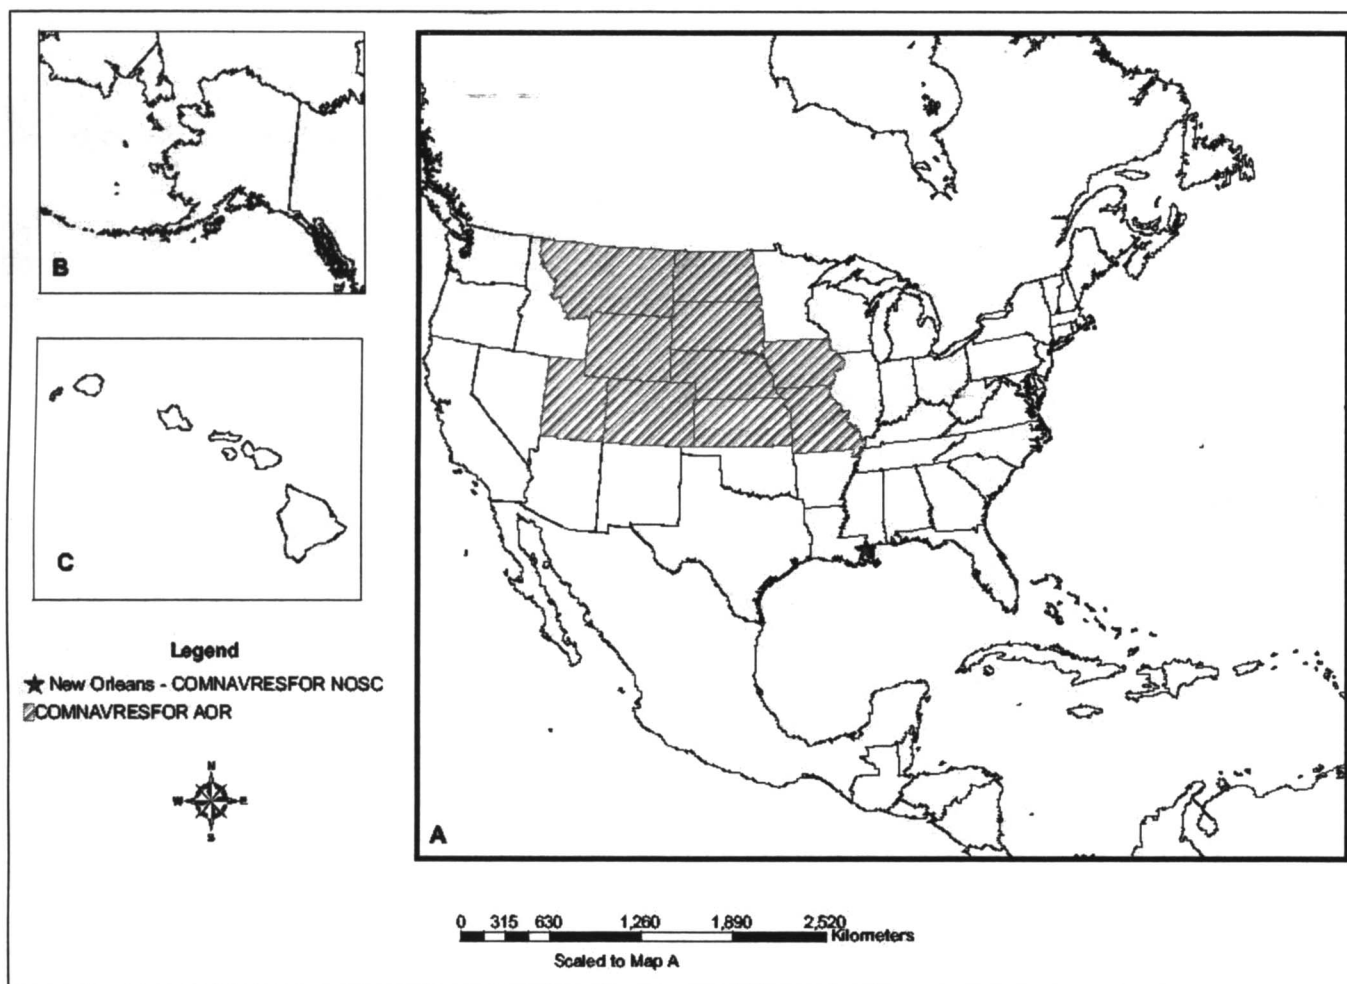 B
C
A
Legend
New Orleans - COMNAVRESFOR NOSC
COMNAVRESFOR AOR
N
W E
S
0 315 630 1,260 1,890 2,520
Kilometers
Scaled to Map A